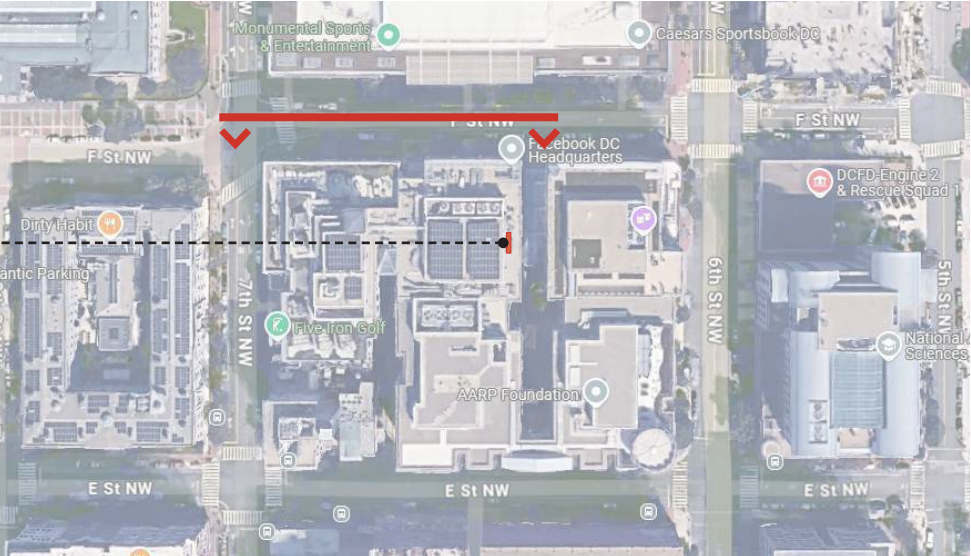 Monumental Sports
& Entertainment
Caesars Sportsbook DC
F St NW
F St NW
F St NW
Facebook DC
Headquarters
DCFD-Engine 2
& Rescue Squad 1
Dirty Habit
antic Parking
7th St NW
6th St NW
5th St NW
Five Iron Golf
National
Sciences
AARP Foundation
E St NW
E St NW
E St NW